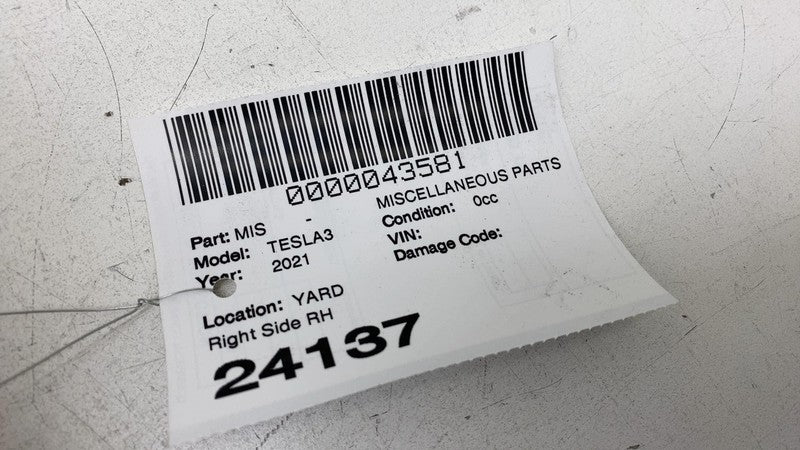 0000043581
Part: MIS - MISCELLANEOUS PARTS
Model: TESLA3 Condition: 0cc
Year: 2021 VIN:
Damage Code:
Location: YARD
Right Side RH
24137